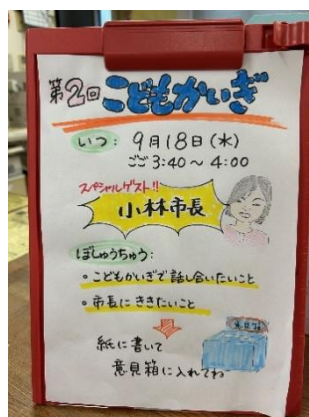 第2回 こどもかいぎ
いつ: 9月18日(水)
ごご 3:40〜4:00
スペシャルゲスト!!
小林市長
ぼしゅうちゅう:
・こどもかいぎで話し合いたいこと
・市長にききたいこと
紙に書いて
意見箱に入れてね